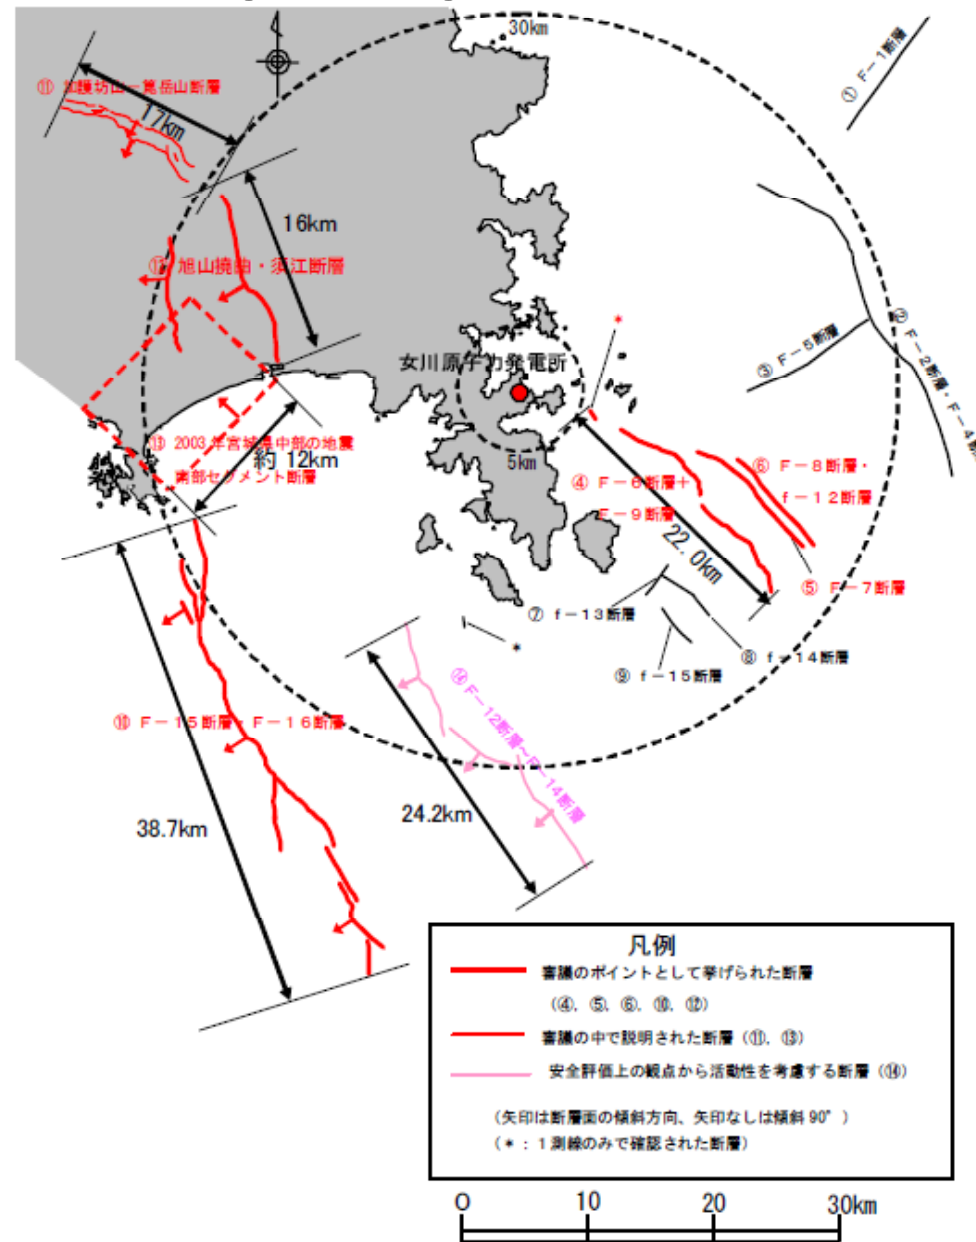 30km
① F－1断層
⑪ 加護坊山－箟岳山断層
17km
16km
⑫ 旭山撓曲・須江断層
② F－2断層・F－4断
③ F－5断層
*
女川原子力発電所
5km
⑬ 2003年宮城県中部の地震
南部セグメント断層
約 12km
④ F－6断層＋
F－9断層
22.0km
⑥ F－8断層・
f－12断層
⑤ F－7断層
⑦ f－13断層
⑧ f－14断層
⑨ f－15断層
*
⑭ F－12断層～F－14断層
⑩ F－15断層・F－16断層
24.2km
38.7km
凡例
審議のポイントとして挙げられた断層
（④，⑤，⑥，⑩，⑫）
審議の中で説明された断層（⑪，⑬）
安全評価上の観点から活動性を考慮する断層（⑭）
（矢印は断層面の傾斜方向、矢印なしは傾斜 90°）
（*：1測線のみで確認された断層）
0 10 20 30km